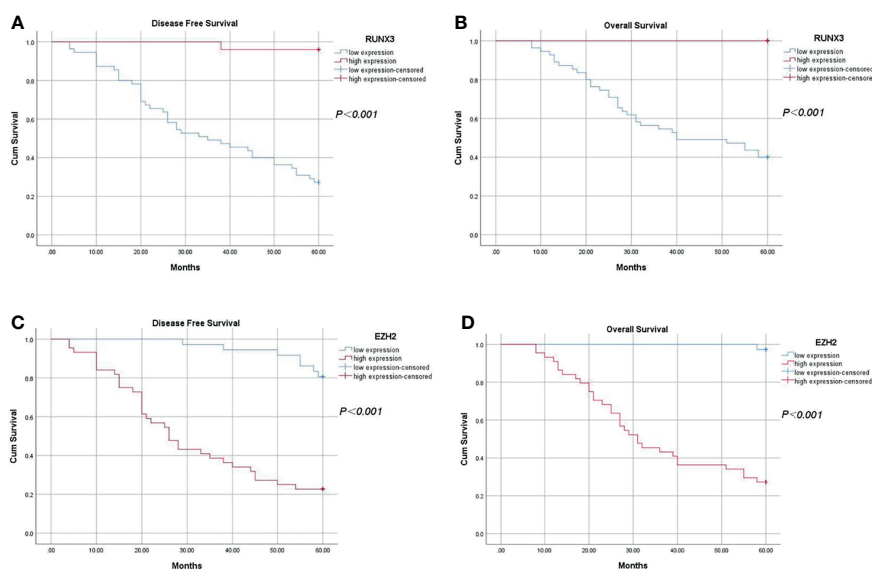 A
Disease Free Survival
RUNX3
low expression
high expression
low expression-censored
high expression-censored
P<0.001
Cum Survival
1.0
0.8
0.6
0.4
0.2
0.0
.00 10.00 20.00 30.00 40.00 50.00 60.00
Months
B
Overall Survival
RUNX3
low expression
high expression
low expression-censored
high expression-censored
P<0.001
Cum Survival
1.0
0.8
0.6
0.4
0.2
0.0
.00 10.00 20.00 30.00 40.00 50.00 60.00
Months
C
Disease Free Survival
EZH2
low expression
high expression
low expression-censored
high expression-censored
P<0.001
Cum Survival
1.0
0.8
0.6
0.4
0.2
0.0
.00 10.00 20.00 30.00 40.00 50.00 60.00
Months
D
Overall Survival
EZH2
low expression
high expression
low expression-censored
high expression-censored
P<0.001
Cum Survival
1.0
0.8
0.6
0.4
0.2
0.0
.00 10.00 20.00 30.00 40.00 50.00 60.00
Months